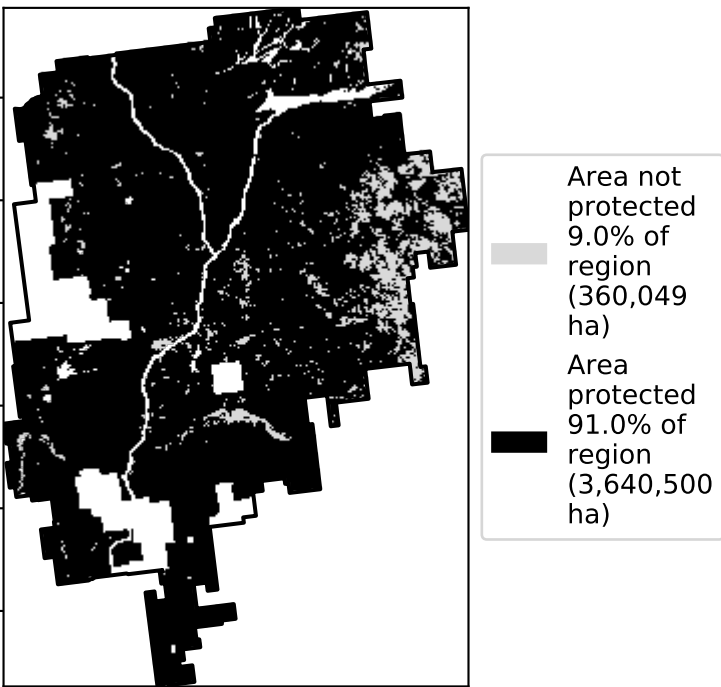 Area not
protected
9.0% of
region
(360,049
ha)
Area
protected
91.0% of
region
(3,640,500
ha)